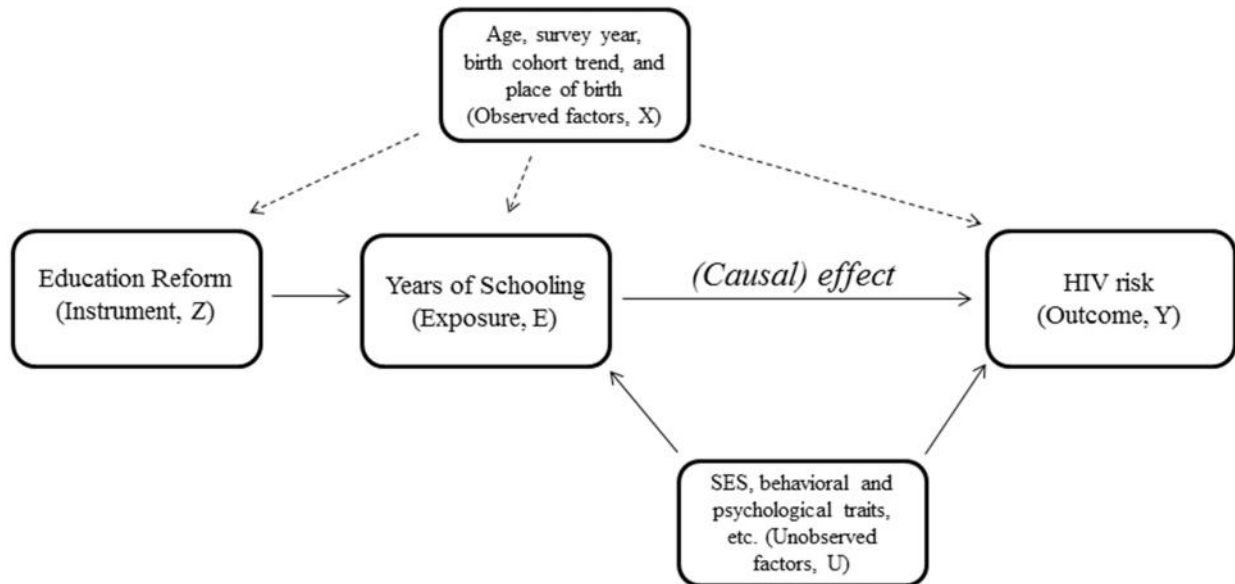 Age, survey year,
birth cohort trend, and
place of birth
(Observed factors, X)
Education Reform
(Instrument, Z)
Years of Schooling
(Exposure, E)
(Causal) effect
HIV risk
(Outcome, Y)
SES, behavioral and
psychological traits,
etc. (Unobserved
factors, U)